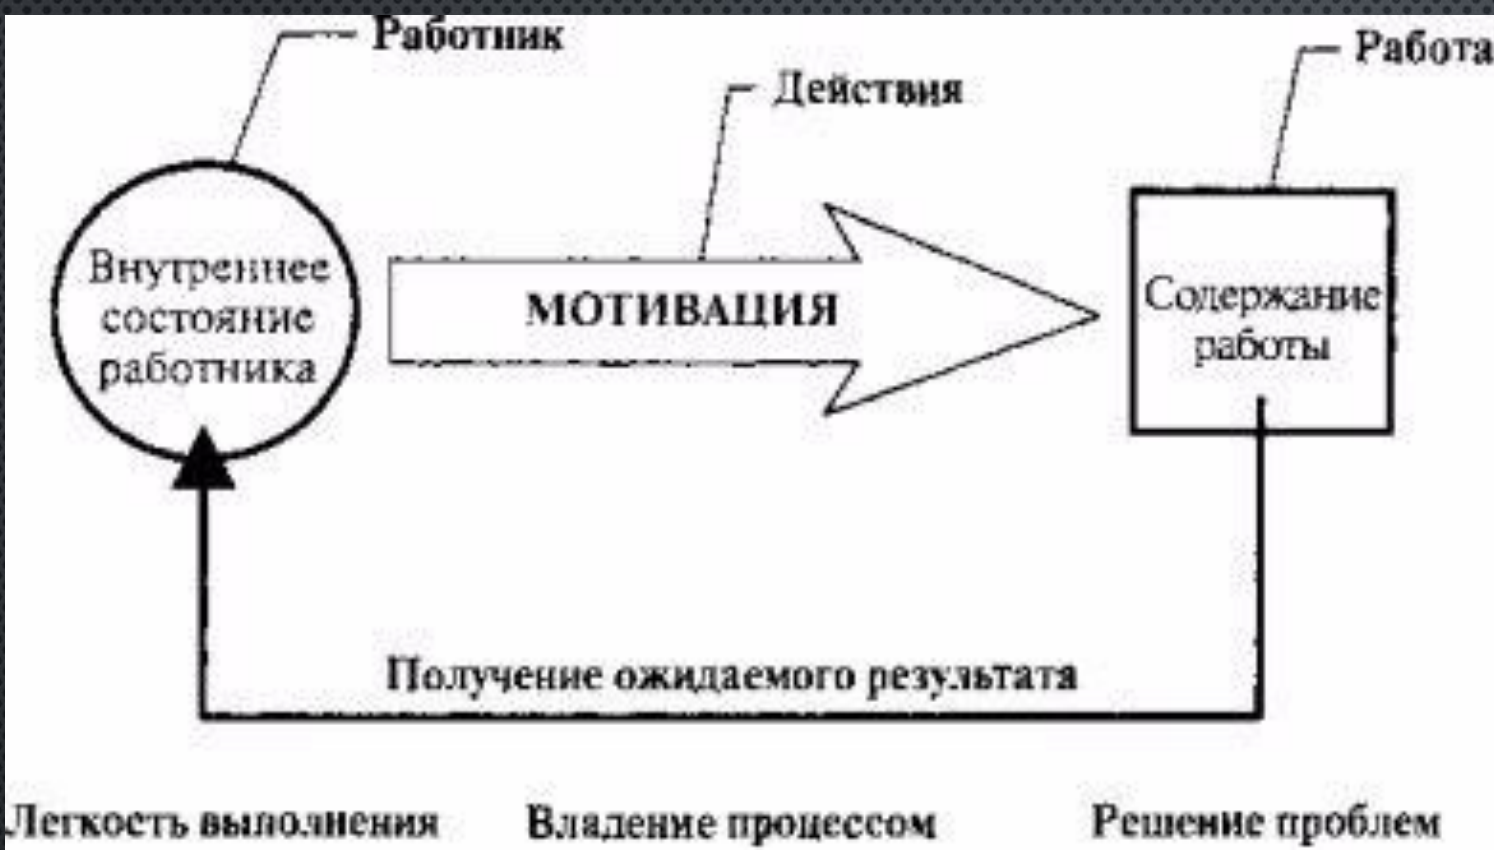 Работник
Работа
Действия
Внутреннее
состояние
работника
МОТИВАЦИЯ
Содержание
работы
Получение ожидаемого результата
Легкость выполнения
Владение процессом
Решение проблем